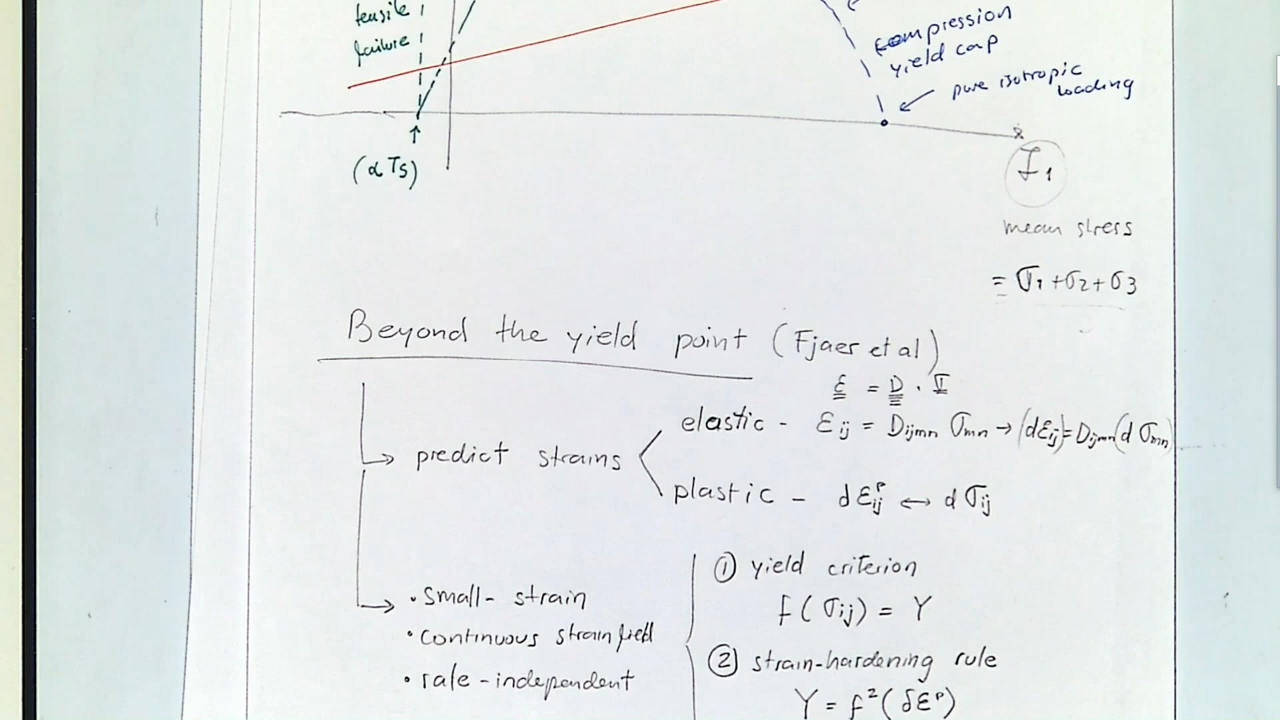 tensile
failure
compression
yield cap
pure isotropic
loading
(α TS)
I₁
mean stress
= σ₁ + σ₂ + σ₃
Beyond the yield point (Fjaer et al)
ε = D · σ
elastic - εij = Dijmn σmn → (dεij) = Dijmn (d σmn)
predict strains
plastic - dεᵖij ↔ dσij
① yield criterion
• small-strain
f(σij) = Y
• continuous strain field
② strain-hardening rule
• rate-independent
Y = f²(δεᵖ)